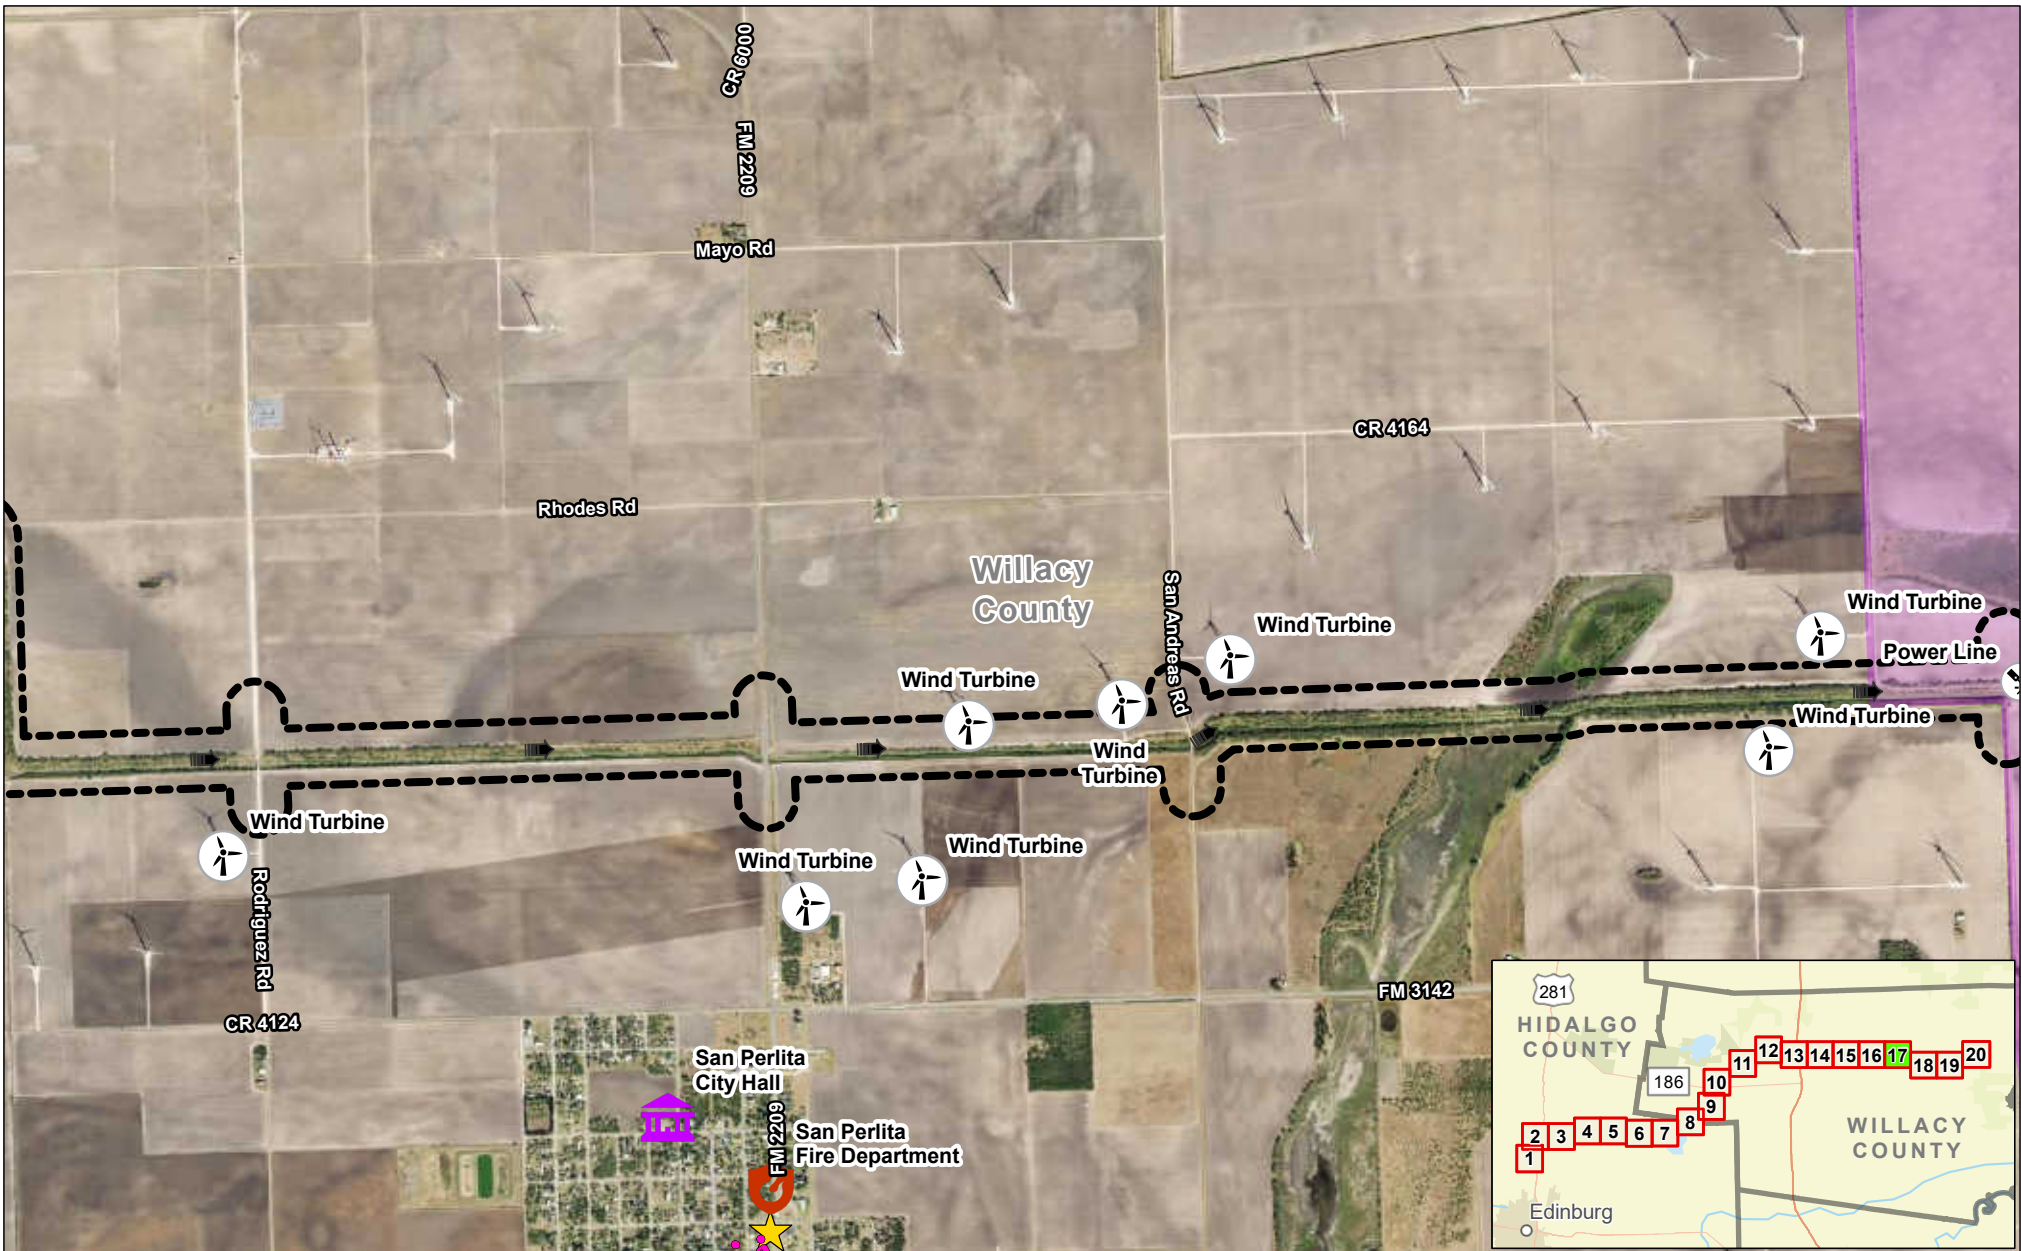 CR 0009
FM 2209
Mayo Rd
CR 4164
Rhodes Rd
Willacy
County
San Andreas Rd
Wind Turbine
Wind Turbine
Power Line
Wind Turbine
Wind Turbine
Wind
Turbine
Wind Turbine
Wind Turbine
Wind Turbine
Rodriguez Rd
CR 4124
FM 3142
San Perlita
City Hall
FM 2209
San Perlita
Fire Department
281
HIDALGO
COUNTY
186
1
2
3
4
5
6
7
8
9
10
11
12
13
14
15
16
17
18
19
20
WILLACY
COUNTY
Edinburg